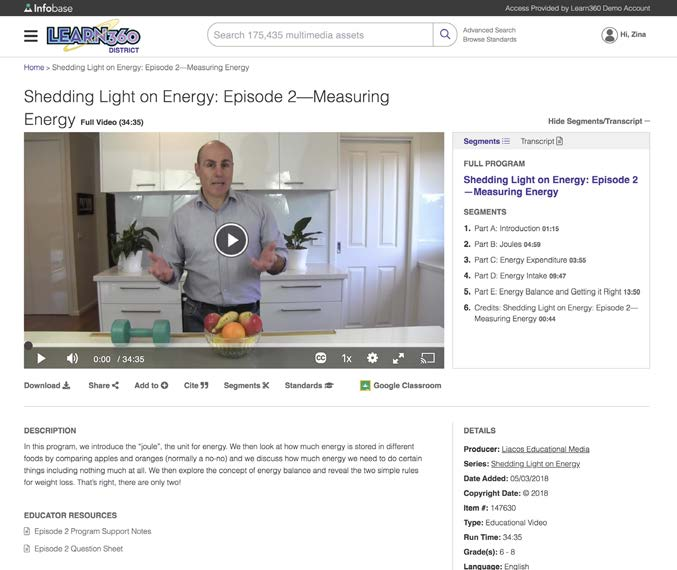 Infobase
Access Provided by Learn360 Demo Account
LEARN360
DISTRICT
Search 175,435 multimedia assets
Advanced Search
Browse Standards
Hi, Zina
Home > Shedding Light on Energy: Episode 2—Measuring Energy
Shedding Light on Energy: Episode 2—Measuring
Energy Full Video (34:35)
Hide Segments/Transcript —
Segments
Transcript
FULL PROGRAM
Shedding Light on Energy: Episode 2
—Measuring Energy
SEGMENTS
1. Part A: Introduction 01:15
2. Part B: Joules 04:59
3. Part C: Energy Expenditure 03:55
4. Part D: Energy Intake 09:47
5. Part E: Energy Balance and Getting it Right 13:50
6. Credits: Shedding Light on Energy: Episode 2—
Measuring Energy 00:44
0:00 / 34:35
CC
1x
Download
Share
Add to
Cite
Segments
Standards
Google Classroom
DESCRIPTION
In this program, we introduce the "joule", the unit for energy. We then look at how much energy is stored in different
foods by comparing apples and oranges (normally a no-no) and we discuss how much energy we need to do certain
things including nothing much at all. We then explore the concept of energy balance and reveal the two simple rules
for weight loss. That's right, there are only two!
EDUCATOR RESOURCES
Episode 2 Program Support Notes
Episode 2 Question Sheet
DETAILS
Producer: Liacos Educational Media
Series: Shedding Light on Energy
Date Added: 05/03/2018
Copyright Date: © 2018
Item #: 147630
Type: Educational Video
Run Time: 34:35
Grade(s): 6 - 8
Language: English